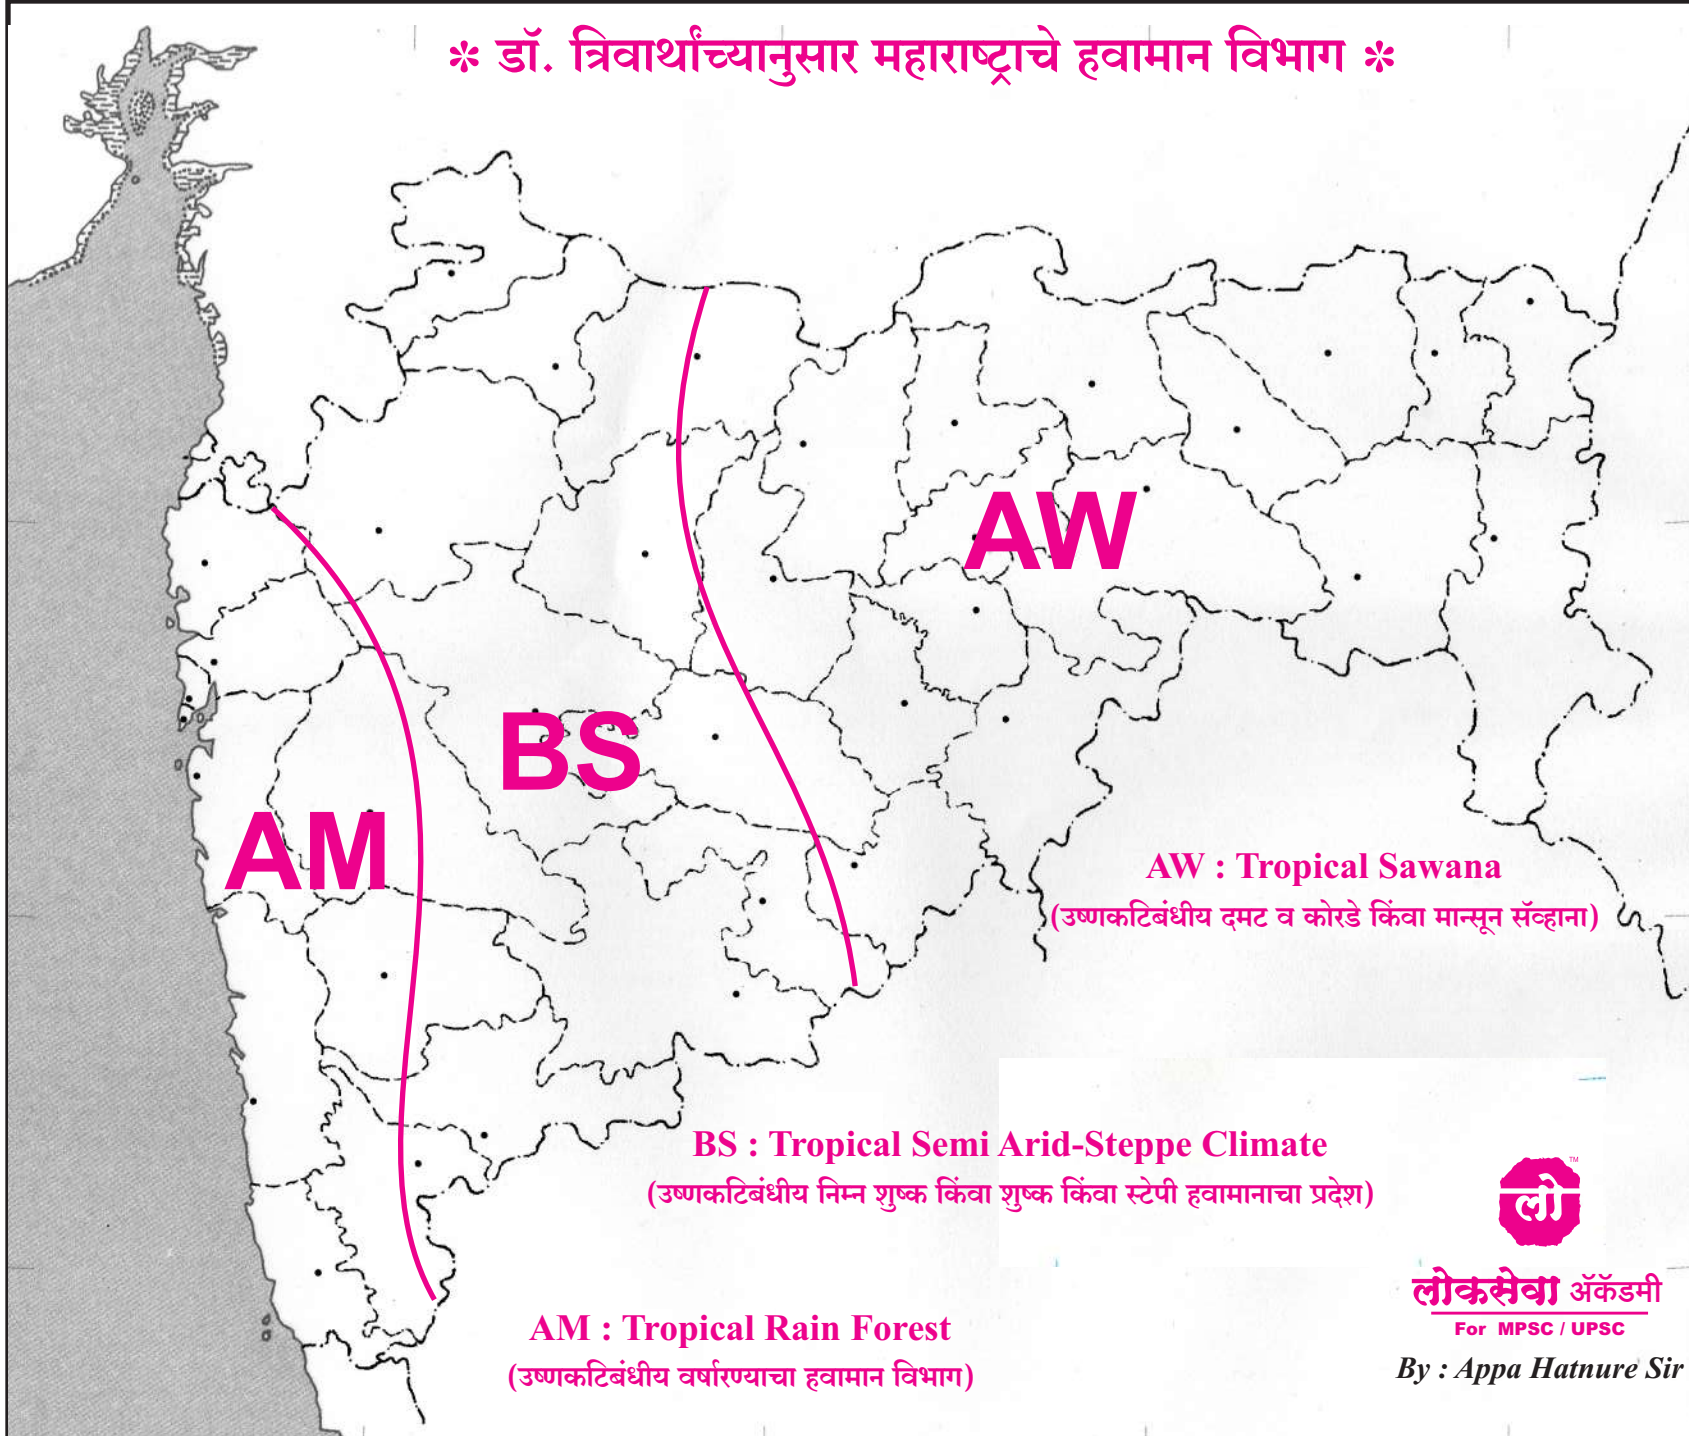 * डॉ. त्रिवार्थांच्यानुसार महाराष्ट्राचे हवामान विभाग *
AW
BS
AM
AW : Tropical Sawana
(उष्णकटिबंधीय दमट व कोरडे किंवा मान्सून सॅव्हाना)
BS : Tropical Semi Arid-Steppe Climate
(उष्णकटिबंधीय निम्न शुष्क किंवा शुष्क किंवा स्टेपी हवामानाचा प्रदेश)
AM : Tropical Rain Forest
(उष्णकटिबंधीय वर्षारण्याचा हवामान विभाग)
TM
लो
लोकसेवा ॲकॅडमी
For MPSC / UPSC
By : Appa Hatnure Sir